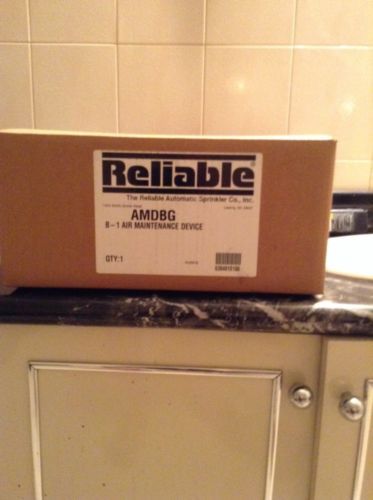 Reliable
The Reliable Automatic Sprinkler Co., Inc.
AMDBG
B-1 AIR MAINTENANCE DEVICE
QTY:1